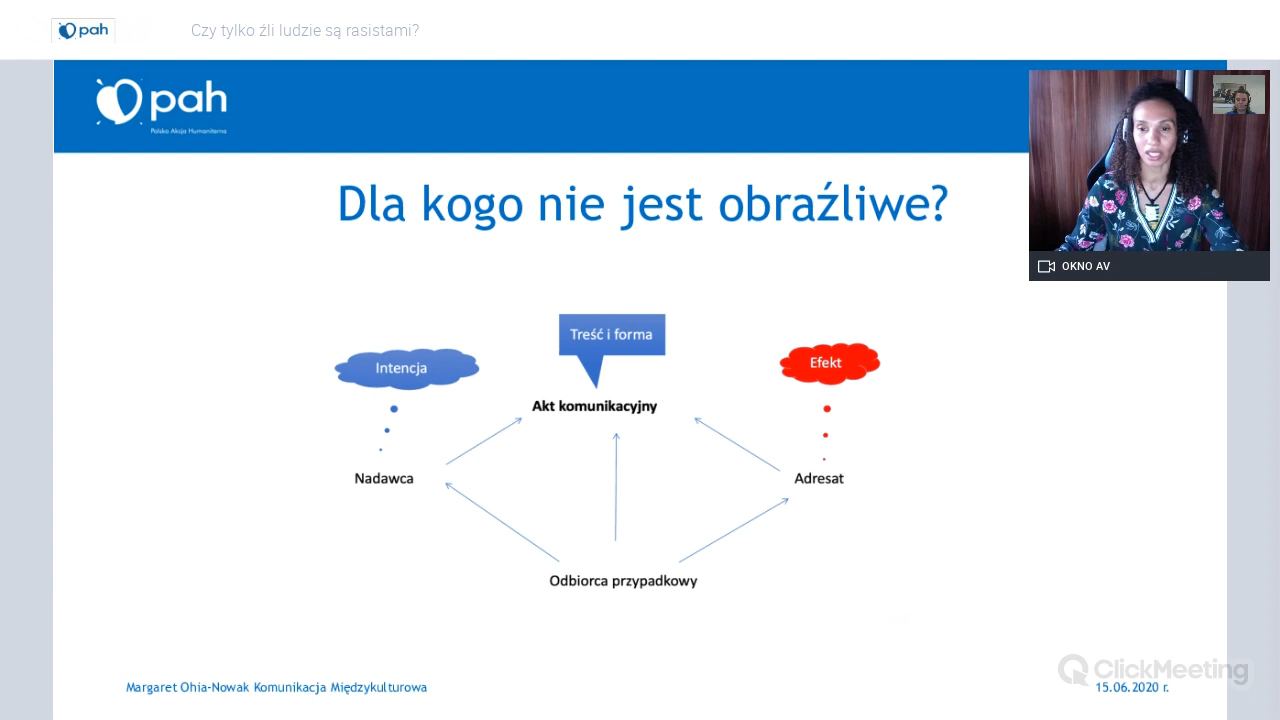 pah
Czy tylko źli ludzie są rasistami?
pah
Polska Akcja Humanitarna
OKNO AV
Dla kogo nie jest obraźliwe?
Treść i forma
Intencja
Efekt
Akt komunikacyjny
Nadawca
Adresat
Odbiorca przypadkowy
ClickMeeting
Margaret Ohia-Nowak Komunikacja Międzykulturowa
15.06.2020 r.